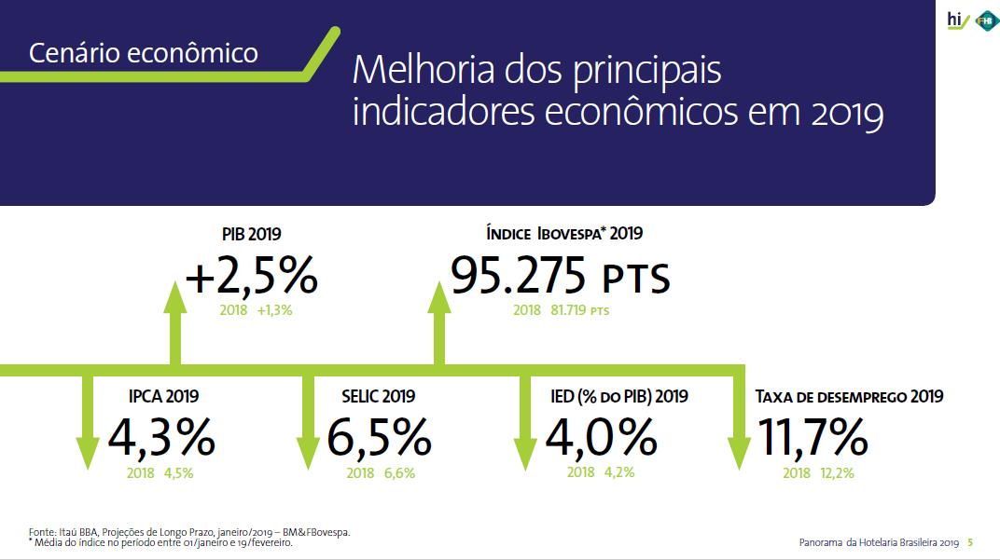 Cenário econômico
hi
FHB
Melhoria dos principais
indicadores econômicos em 2019
PIB 2019
+2,5%
2018 +1,3%
Índice Ibovespa* 2019
95.275 PTS
2018 81.719 PTS
IPCA 2019
4,3%
2018 4,5%
SELIC 2019
6,5%
2018 6,6%
IED (% do PIB) 2019
4,0%
2018 4,2%
Taxa de desemprego 2019
11,7%
2018 12,2%
Fonte: Itaú BBA, Projeções de Longo Prazo, janeiro/2019 – BM&FBovespa.
* Média do índice no período entre 01/janeiro e 19/fevereiro.
Panorama da Hotelaria Brasileira 2019 5